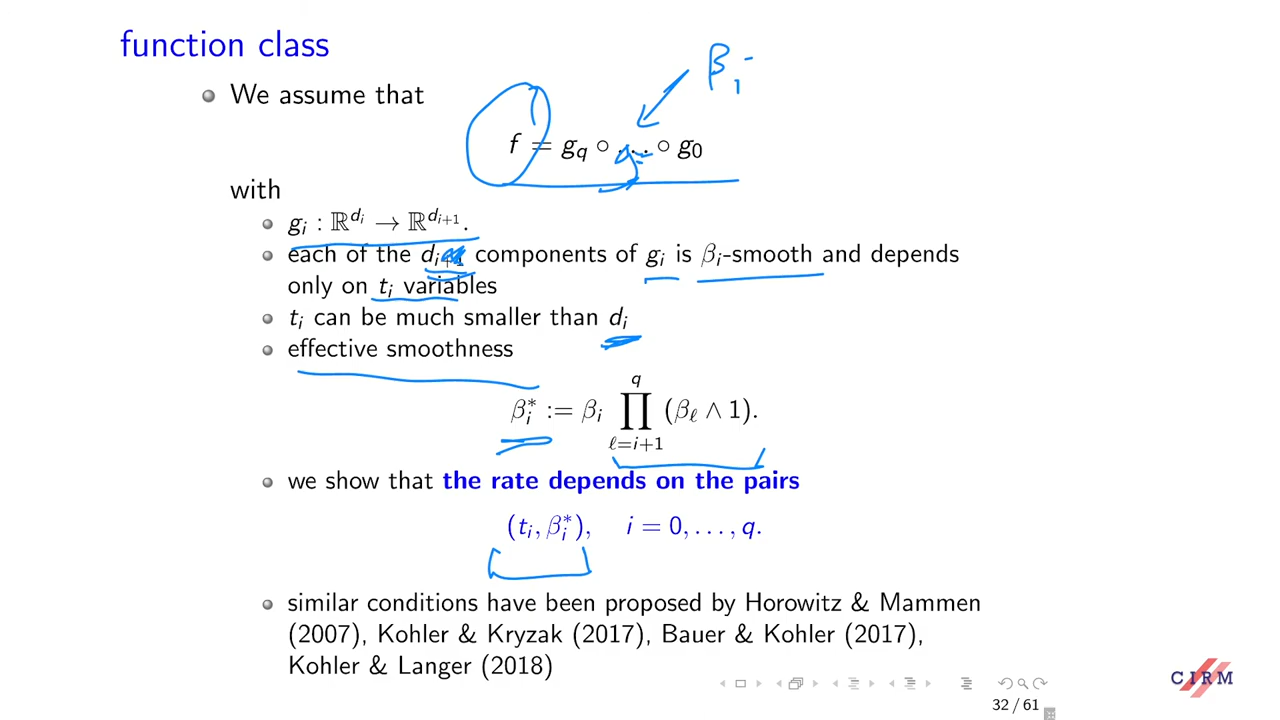 function class
We assume that
β_i
f = g_q ∘ ... ∘ g_0
with
g_i : ℝ^{d_i} → ℝ^{d_{i+1}}.
each of the d_{i+1} components of g_i is β_i-smooth and depends
only on t_i variables
t_i can be much smaller than d_i
effective smoothness
β_i^* := β_i ∏_{ℓ=i+1}^{q} (β_ℓ ∧ 1).
we show that the rate depends on the pairs
(t_i, β_i^*), i = 0, . . . , q.
similar conditions have been proposed by Horowitz & Mammen
(2007), Kohler & Kryzak (2017), Bauer & Kohler (2017),
Kohler & Langer (2018)
CIRM
32 / 61